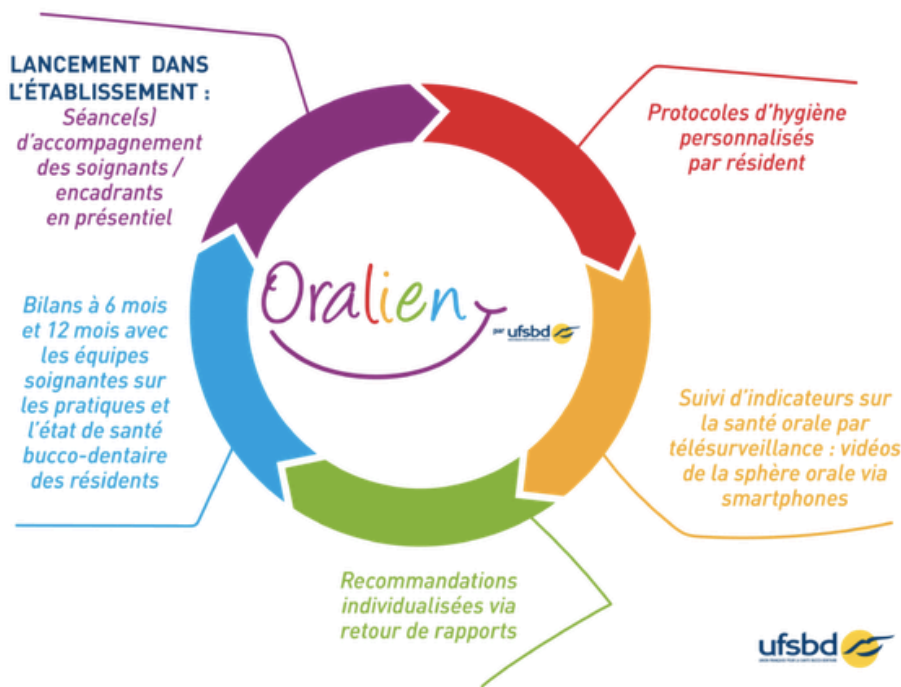 LANCEMENT DANS
L'ÉTABLISSEMENT :
Séance(s)
d'accompagnement
des soignants /
encadrants
en présentiel
Protocoles d'hygiène
personnalisés
par résident
Suivi d'indicateurs sur
la santé orale par
télésurveillance : vidéos
de la sphère orale via
smartphones
Recommandations
individualisées via
retour de rapports
Bilans à 6 mois
et 12 mois avec
les équipes
soignantes sur
les pratiques et
l'état de santé
bucco-dentaire
des résidents
Oralien
par ufsbd
ufsbd